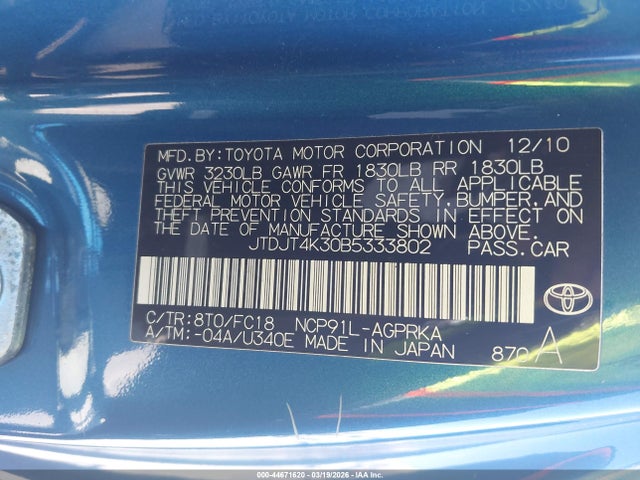 MFD.BY:TOYOTA MOTOR CORPORATION 12/10
GVWR 3230LB GAWR FR 1830LB RR 1830LB
THIS VEHICLE CONFORMS TO ALL APPLICABLE
FEDERAL MOTOR VEHICLE SAFETY,BUMPER,AND
THEFT PREVENTION STANDARDS IN EFFECT ON
THE DATE OF MANUFACTURE SHOWN ABOVE.
JTDJT4K30B5333802 PASS.CAR
C/TR:8T0/FC18 NCP91L-AGPRKA
A/TM:-04A/U340E MADE IN JAPAN 870 A
000-44671620 - 03/19/2026 - IAAI.COM